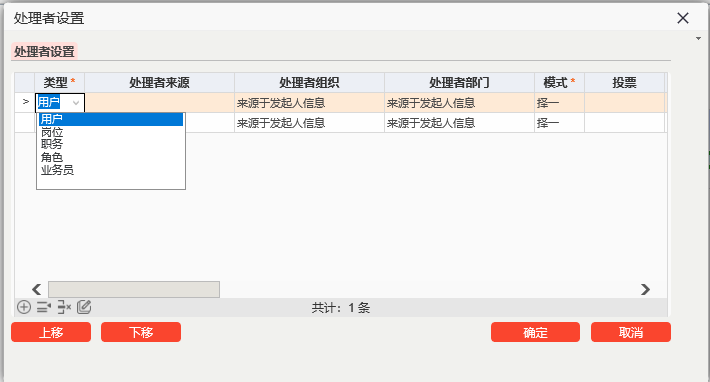 处理者设置
处理者设置
类型 * 处理者来源 处理者组织 处理者部门 模式 * 投票
> 用户 来源于发起人信息 来源于发起人信息 择一
用户 来源于发起人信息 来源于发起人信息 择一
岗位
职务
角色
业务员
共计：1 条
上移 下移 确定 取消